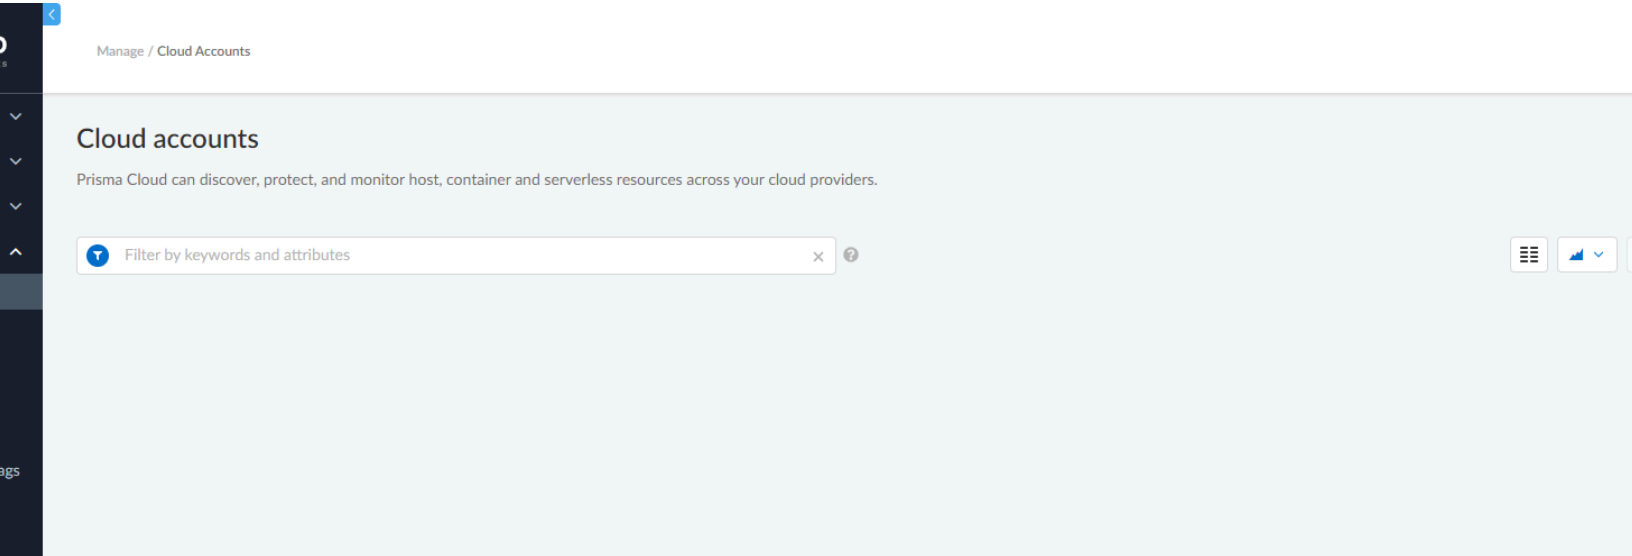 Manage / Cloud Accounts
Cloud accounts
Prisma Cloud can discover, protect, and monitor host, container and serverless resources across your cloud providers.
Filter by keywords and attributes
ags